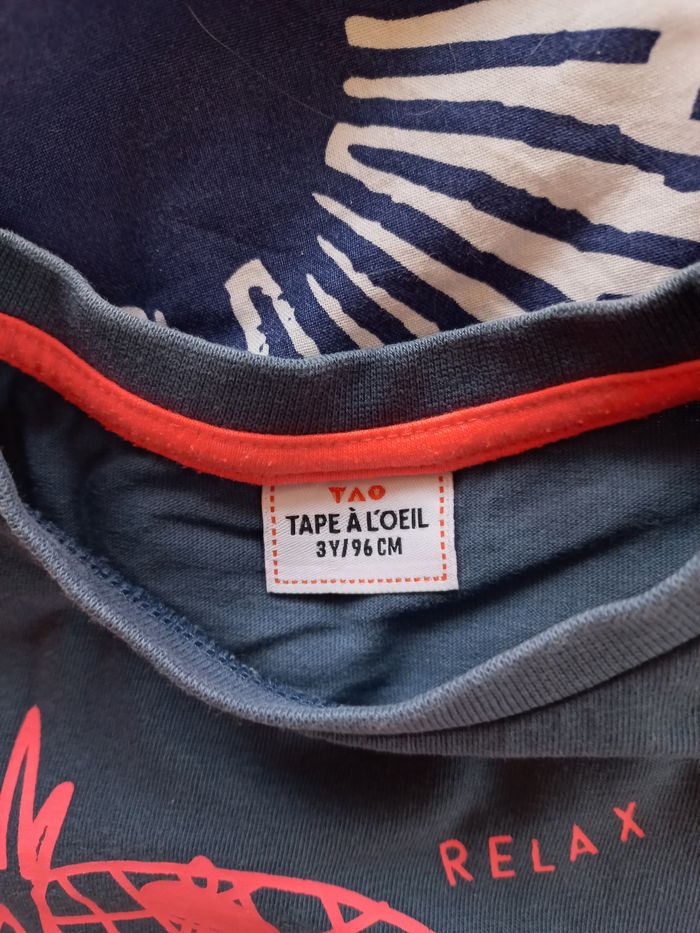 TAO
TAPE À L'OEIL
3Y/96 CM
RELAX